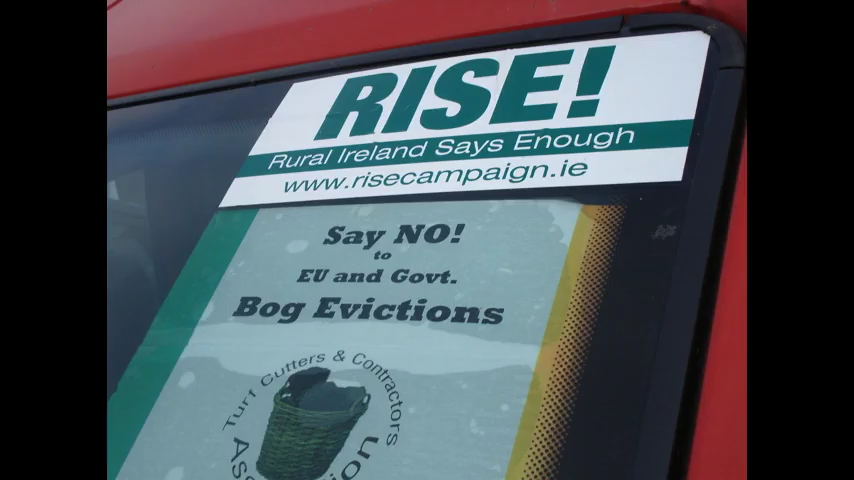 RISE!
Rural Ireland Says Enough
www.risecampaign.ie
Say NO!
to
EU and Govt.
Bog Evictions
Turf Cutters & Contractors